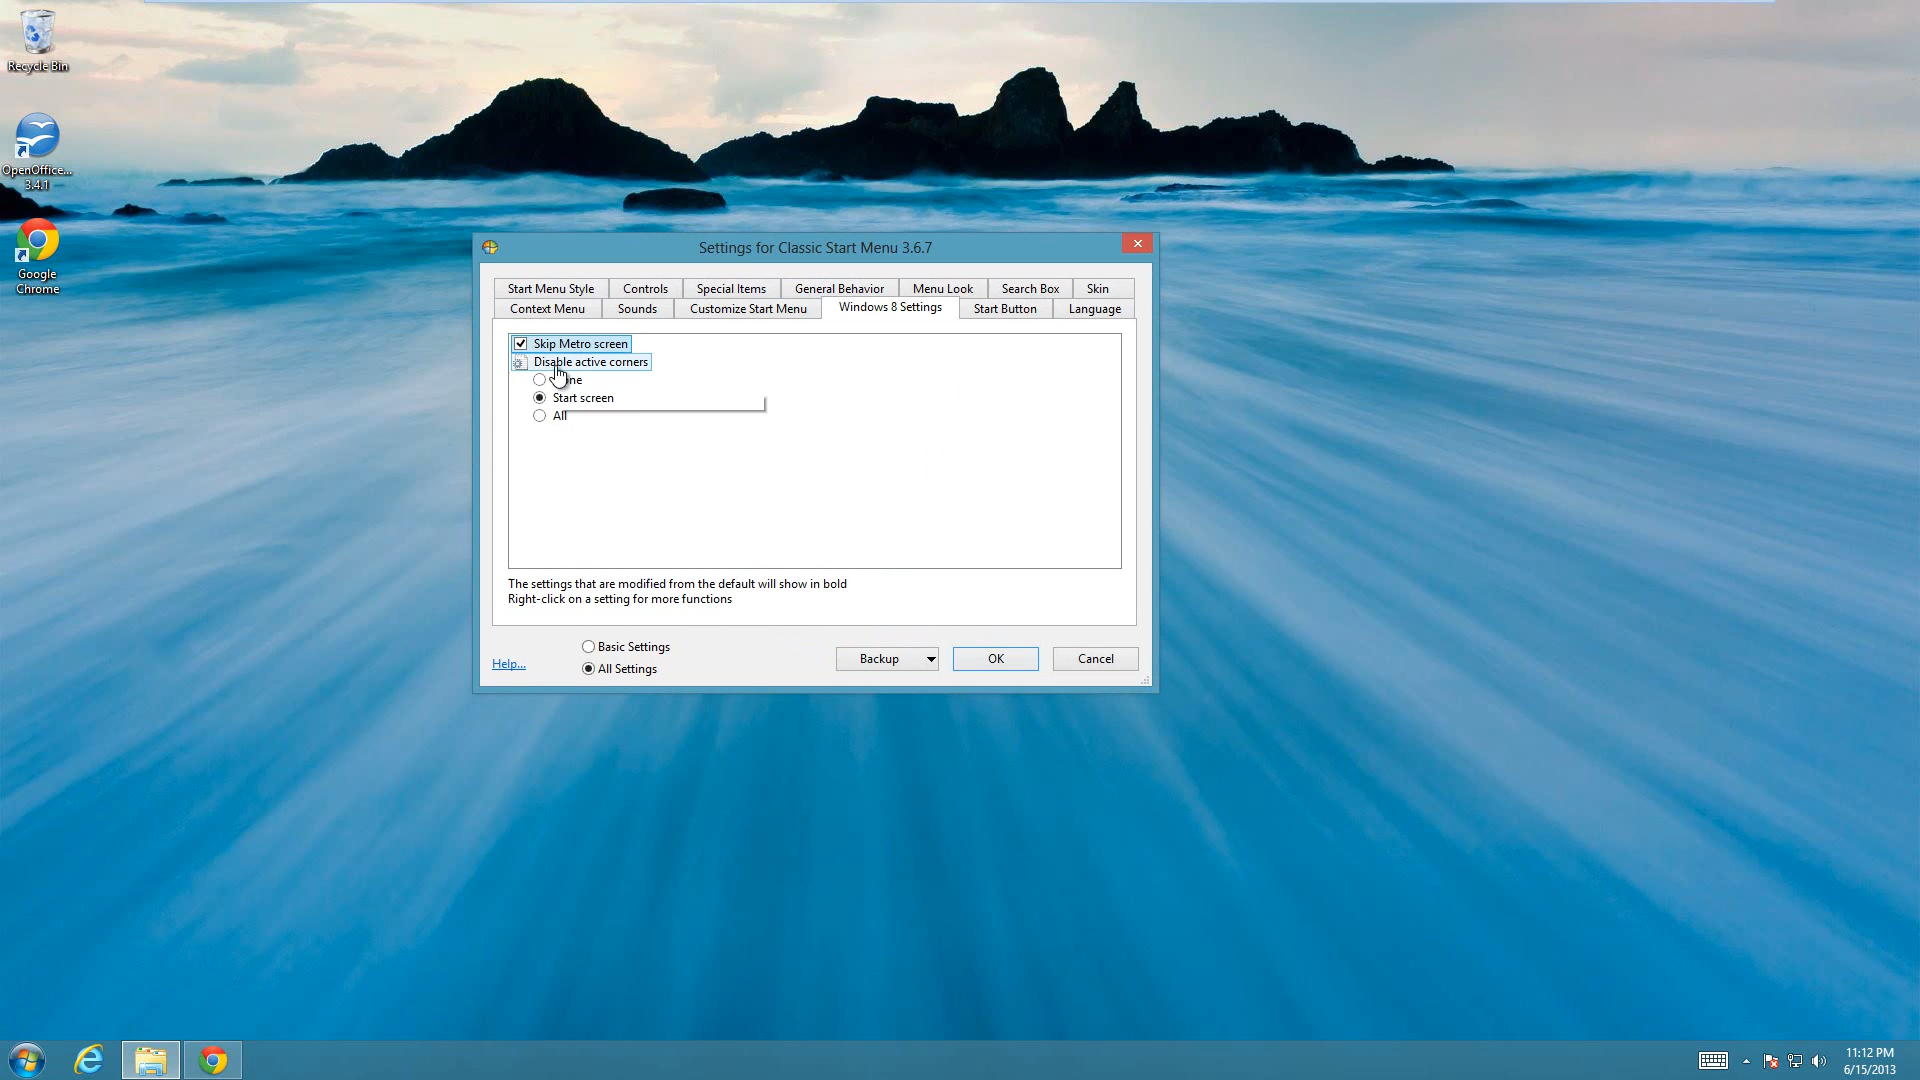 Recycle Bin
OpenOffice...
3.4.1
Google
Chrome
Settings for Classic Start Menu 3.6.7
Start Menu Style
Controls
Special Items
General Behavior
Menu Look
Search Box
Skin
Context Menu
Sounds
Customize Start Menu
Windows 8 Settings
Start Button
Language
Skip Metro screen
Disable active corners
Start screen
All
The settings that are modified from the default will show in bold
Right-click on a setting for more functions
Help...
Basic Settings
All Settings
Backup
OK
Cancel
11:12 PM
6/15/2013